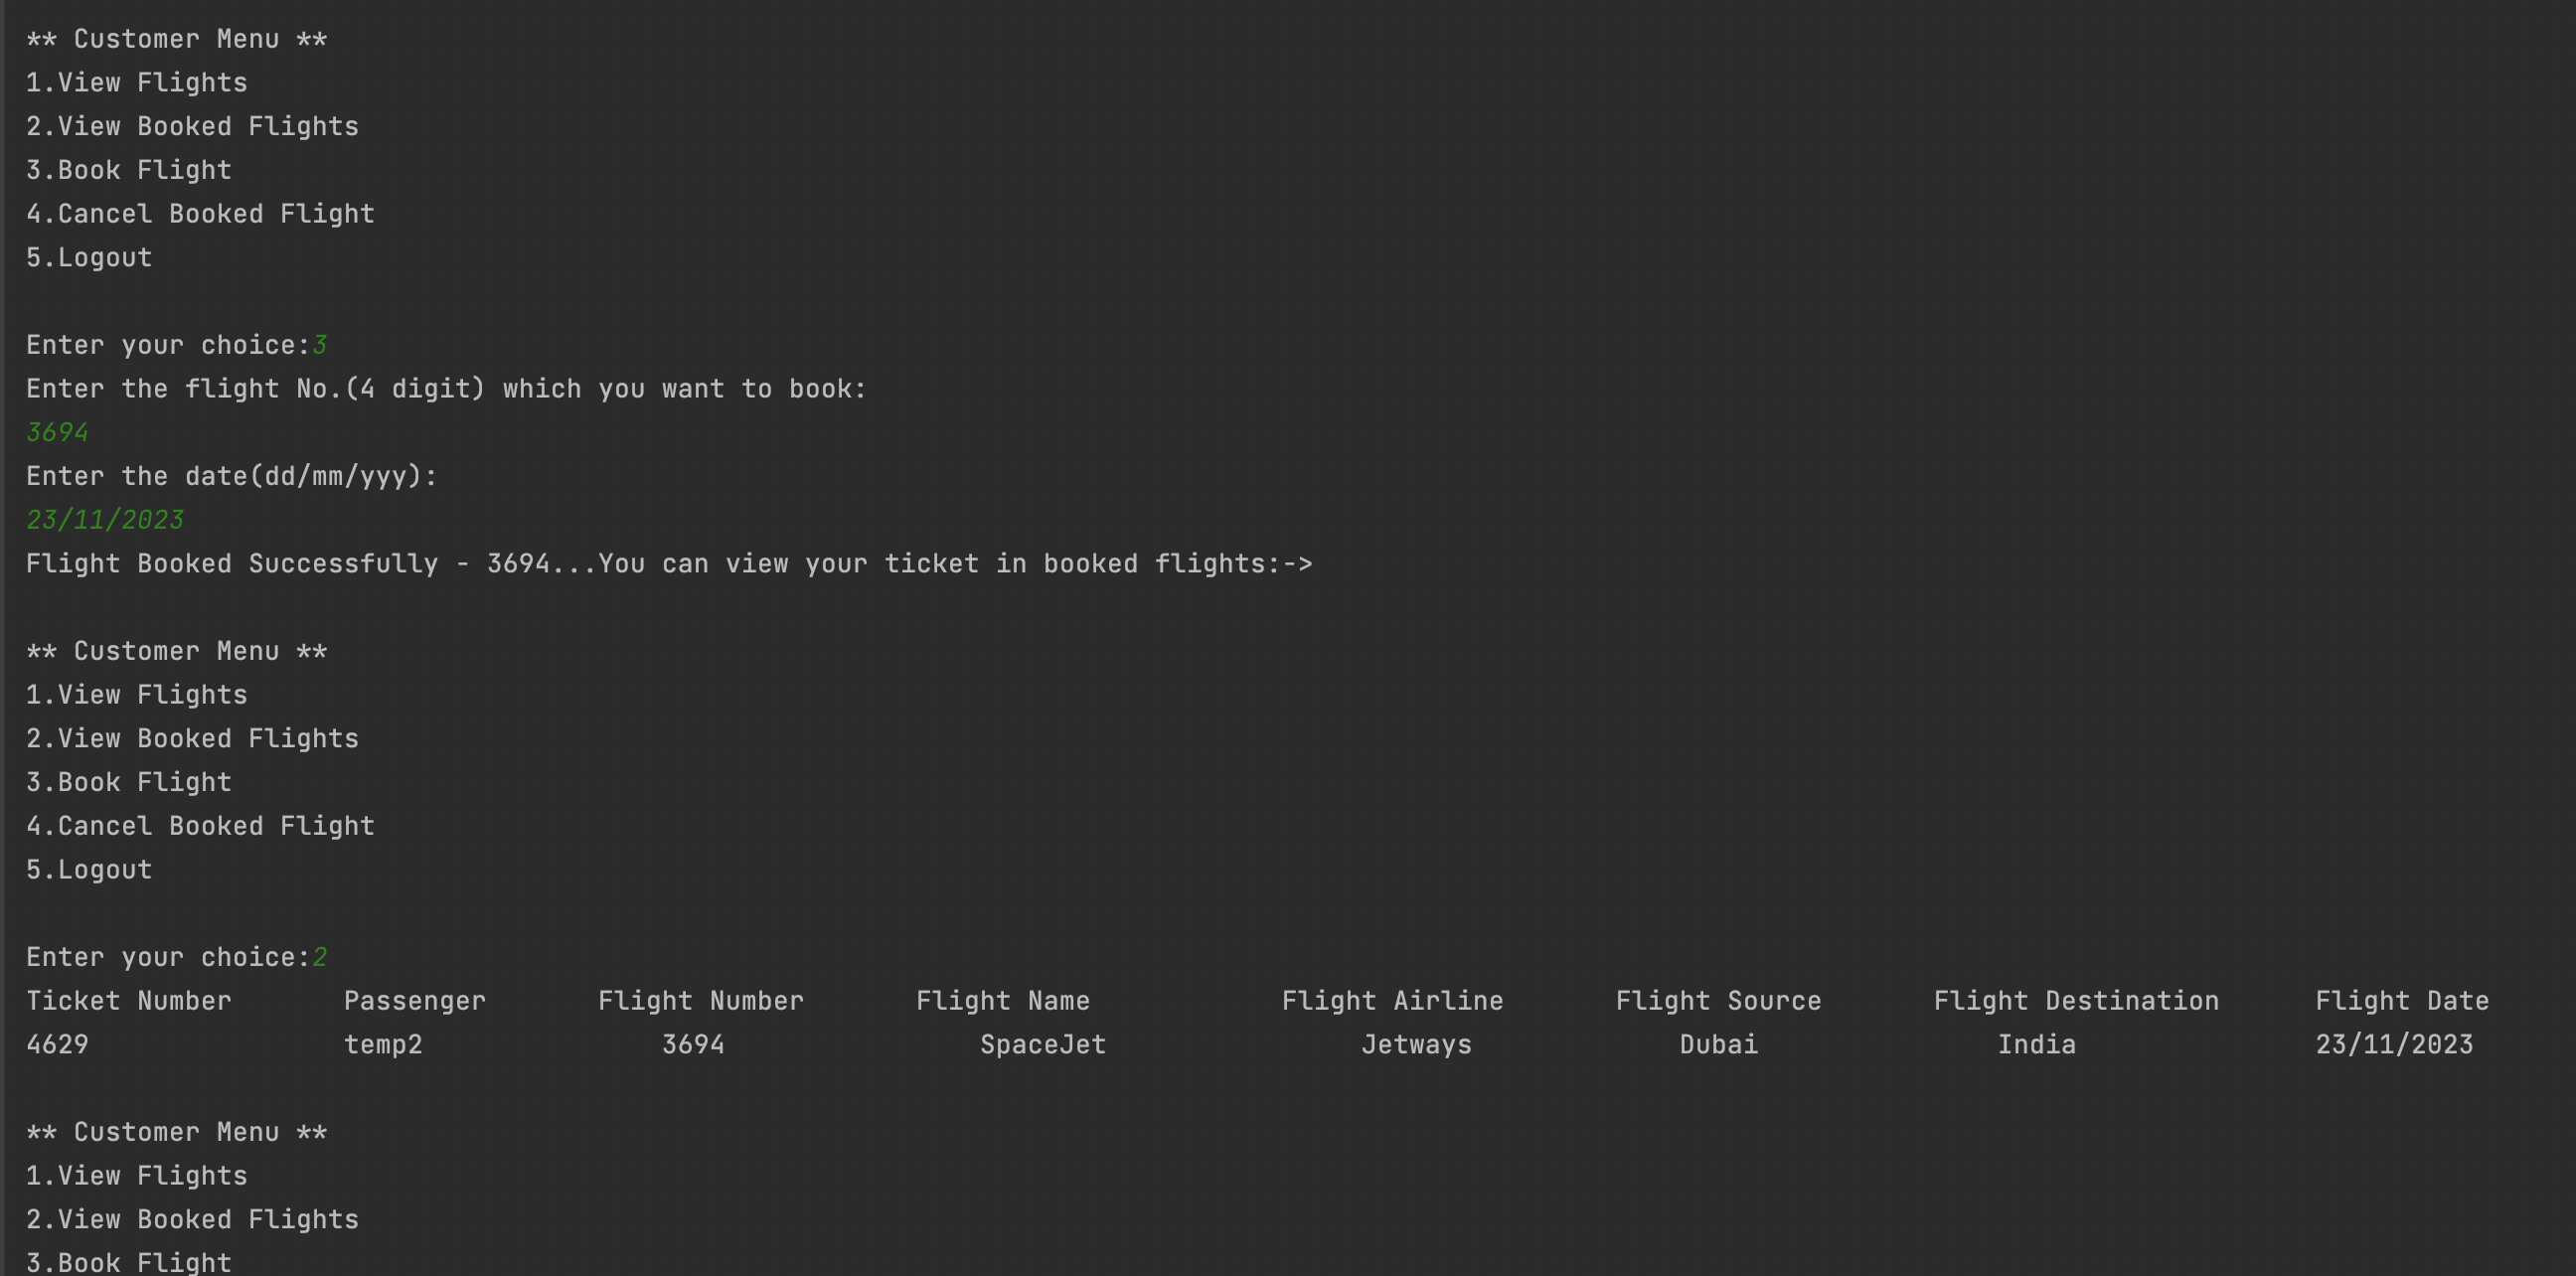 ** Customer Menu **
1.View Flights
2.View Booked Flights
3.Book Flight
4.Cancel Booked Flight
5.Logout
Enter your choice:3
Enter the flight No.(4 digit) which you want to book:
3694
Enter the date(dd/mm/yyy):
23/11/2023
Flight Booked Successfully - 3694...You can view your ticket in booked flights:->
** Customer Menu **
1.View Flights
2.View Booked Flights
3.Book Flight
4.Cancel Booked Flight
5.Logout
Enter your choice:2
Ticket Number Passenger Flight Number Flight Name Flight Airline Flight Source Flight Destination Flight Date
4629 temp2 3694 SpaceJet Jetways Dubai India 23/11/2023
** Customer Menu **
1.View Flights
2.View Booked Flights
3.Book Flight